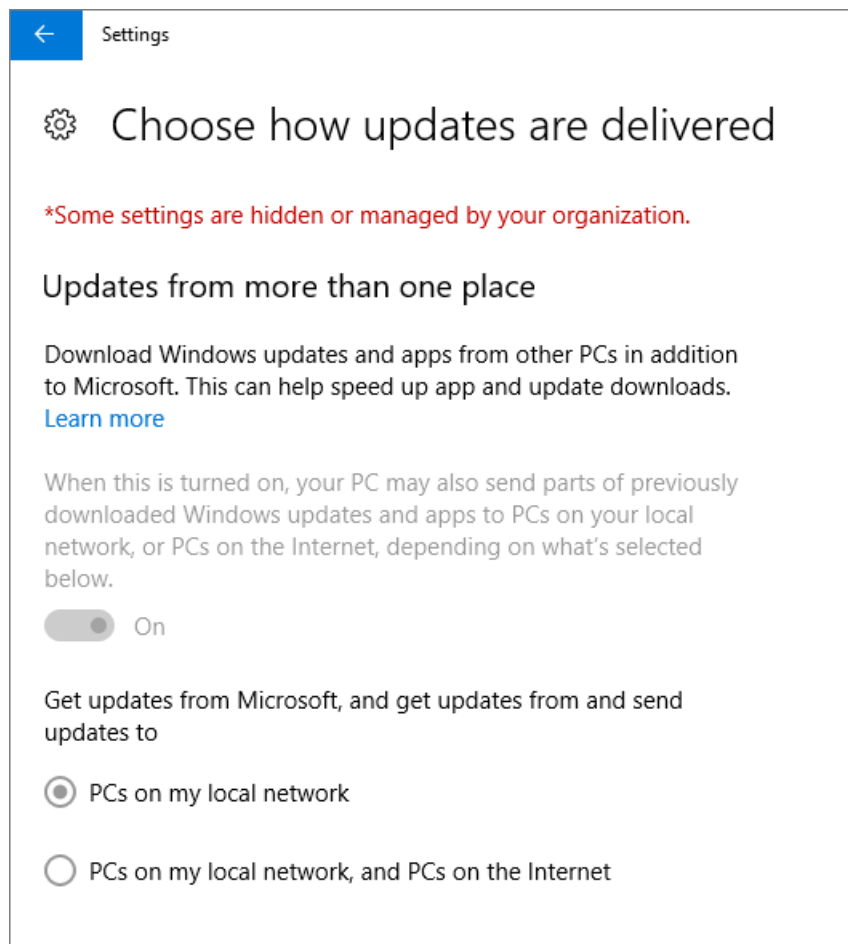 Settings
Choose how updates are delivered
*Some settings are hidden or managed by your organization.
Updates from more than one place
Download Windows updates and apps from other PCs in addition
to Microsoft. This can help speed up app and update downloads.
Learn more
When this is turned on, your PC may also send parts of previously
downloaded Windows updates and apps to PCs on your local
network, or PCs on the Internet, depending on what’s selected
below.
On
Get updates from Microsoft, and get updates from and send
updates to
PCs on my local network
PCs on my local network, and PCs on the Internet